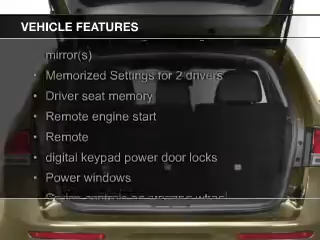 VEHICLE FEATURES
mirror(s)
• Memorized Settings for 2 drivers
• Driver seat memory
• Remote engine start
• Remote
• digital keypad power door locks
• Power windows